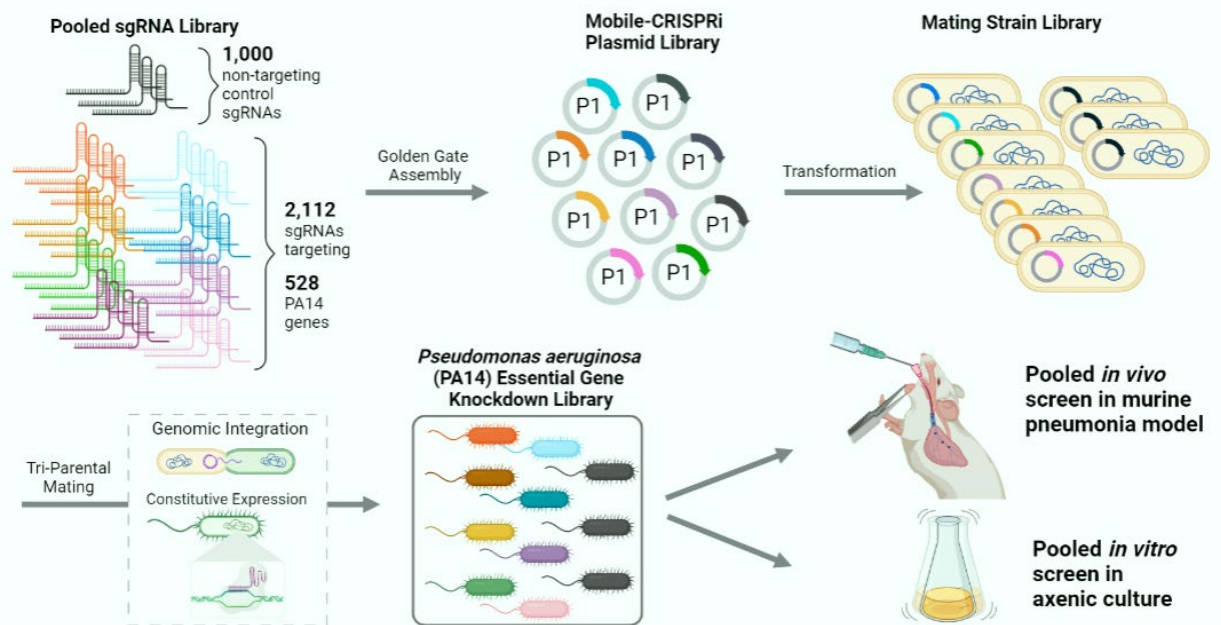 Pooled sgRNA Library
1,000
non-targeting
control
sgRNAs
2,112
sgRNAs
targeting
528
PA14
genes
Golden Gate
Assembly
Mobile-CRISPRi
Plasmid Library
P1
P1
P1
P1
P1
P1
P1
P1
P1
P1
Transformation
Mating Strain Library
Tri-Parental
Mating
Genomic Integration
Constitutive Expression
Pseudomonas aeruginosa
(PA14) Essential Gene
Knockdown Library
Pooled in vivo
screen in murine
pneumonia model
Pooled in vitro
screen in
axenic culture